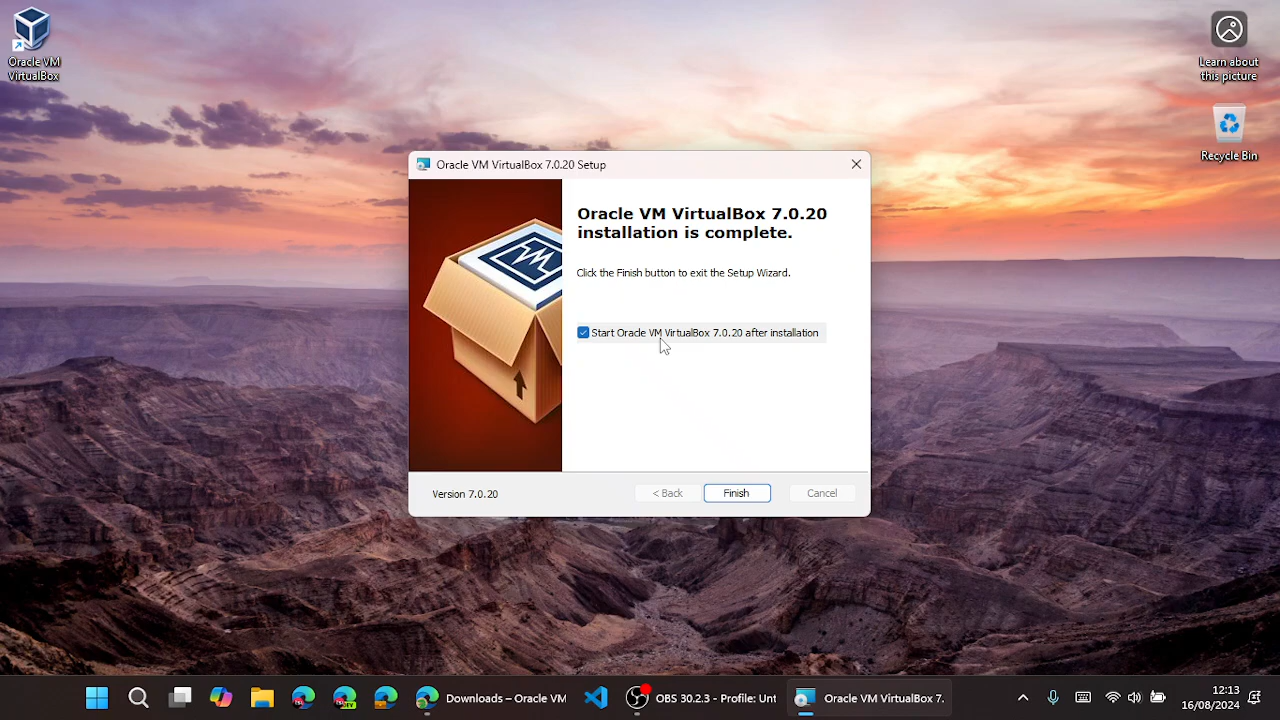 Oracle VM
VirtualBox
Learn about
this picture
Recycle Bin
Oracle VM VirtualBox 7.0.20 Setup
Oracle VM VirtualBox 7.0.20
installation is complete.
Click the Finish button to exit the Setup Wizard.
Start Oracle VM VirtualBox 7.0.20 after installation
Version 7.0.20
< Back
Finish
Cancel
Downloads – Oracle VM
OBS 30.2.3 - Profile: Unt
Oracle VM VirtualBox 7.
12:13